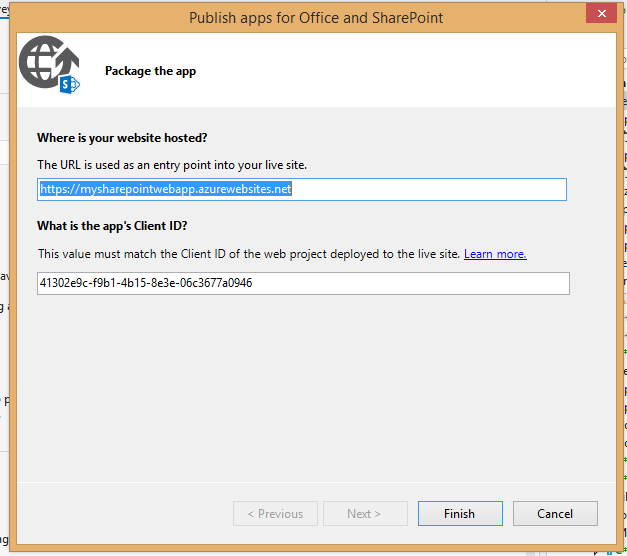 Publish apps for Office and SharePoint
Package the app
Where is your website hosted?
The URL is used as an entry point into your live site.
https://mysharepointwebapp.azurewebsites.net
What is the app's Client ID?
This value must match the Client ID of the web project deployed to the live site. Learn more.
41302e9c-f9b1-4b15-8e3e-06c3677a0946
< Previous
Next >
Finish
Cancel